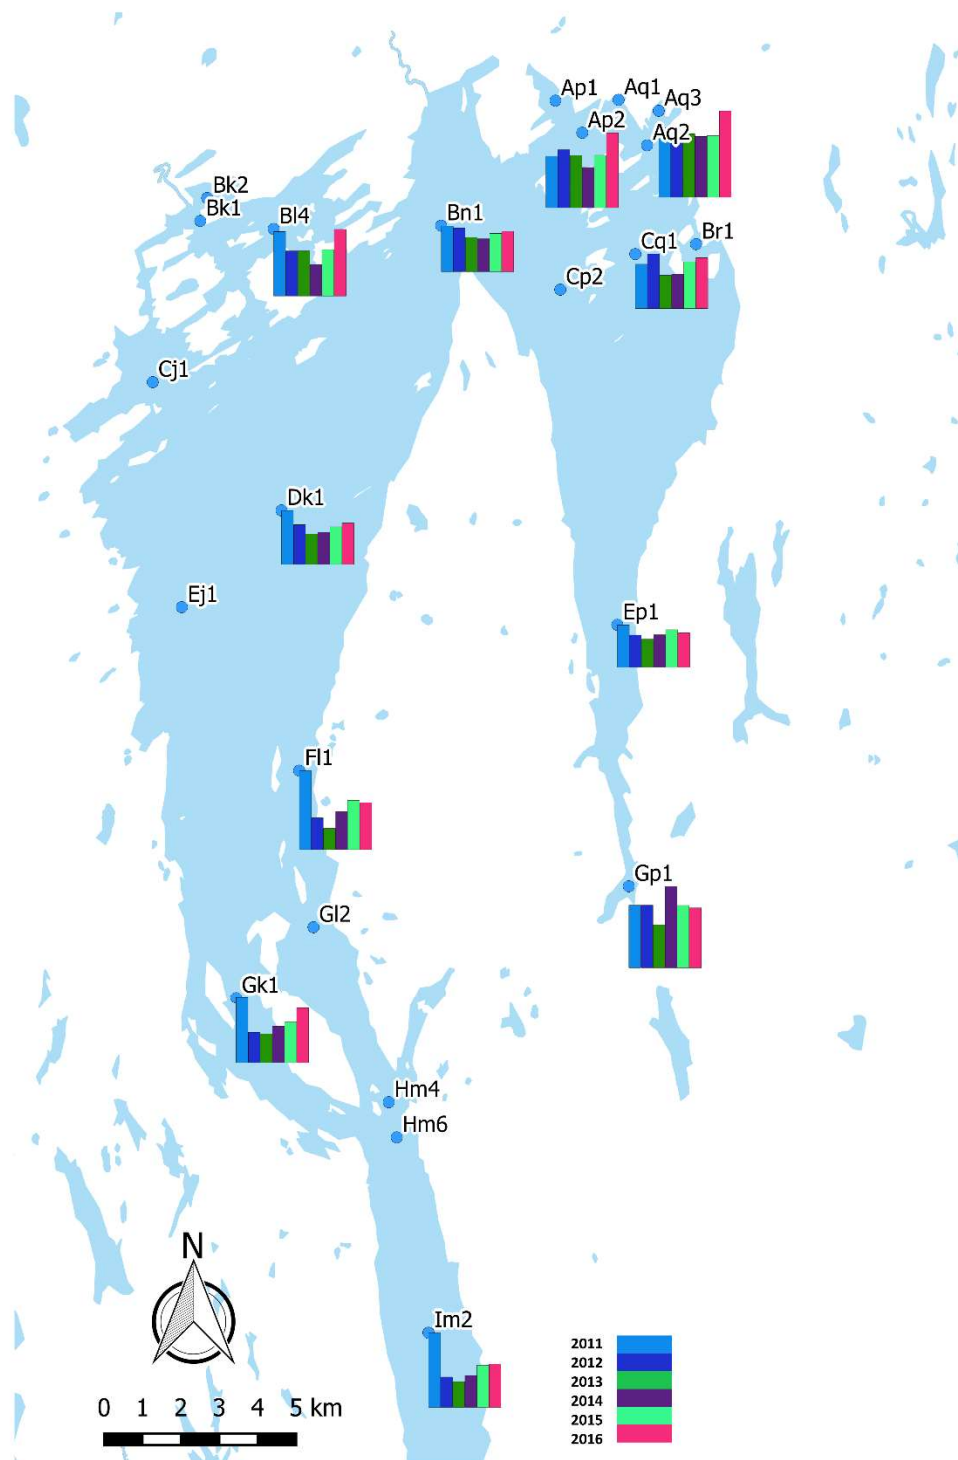 Ap1
Aq1
Aq3
Ap2
Aq2
Bk2
Bk1
Bl4
Bn1
Cq1
Br1
Cp2
Cj1
Dk1
Ej1
Ep1
Fl1
Gp1
Gl2
Gk1
Hm4
Hm6
N
Im2
0 1 2 3 4 5 km
2011
2012
2013
2014
2015
2016